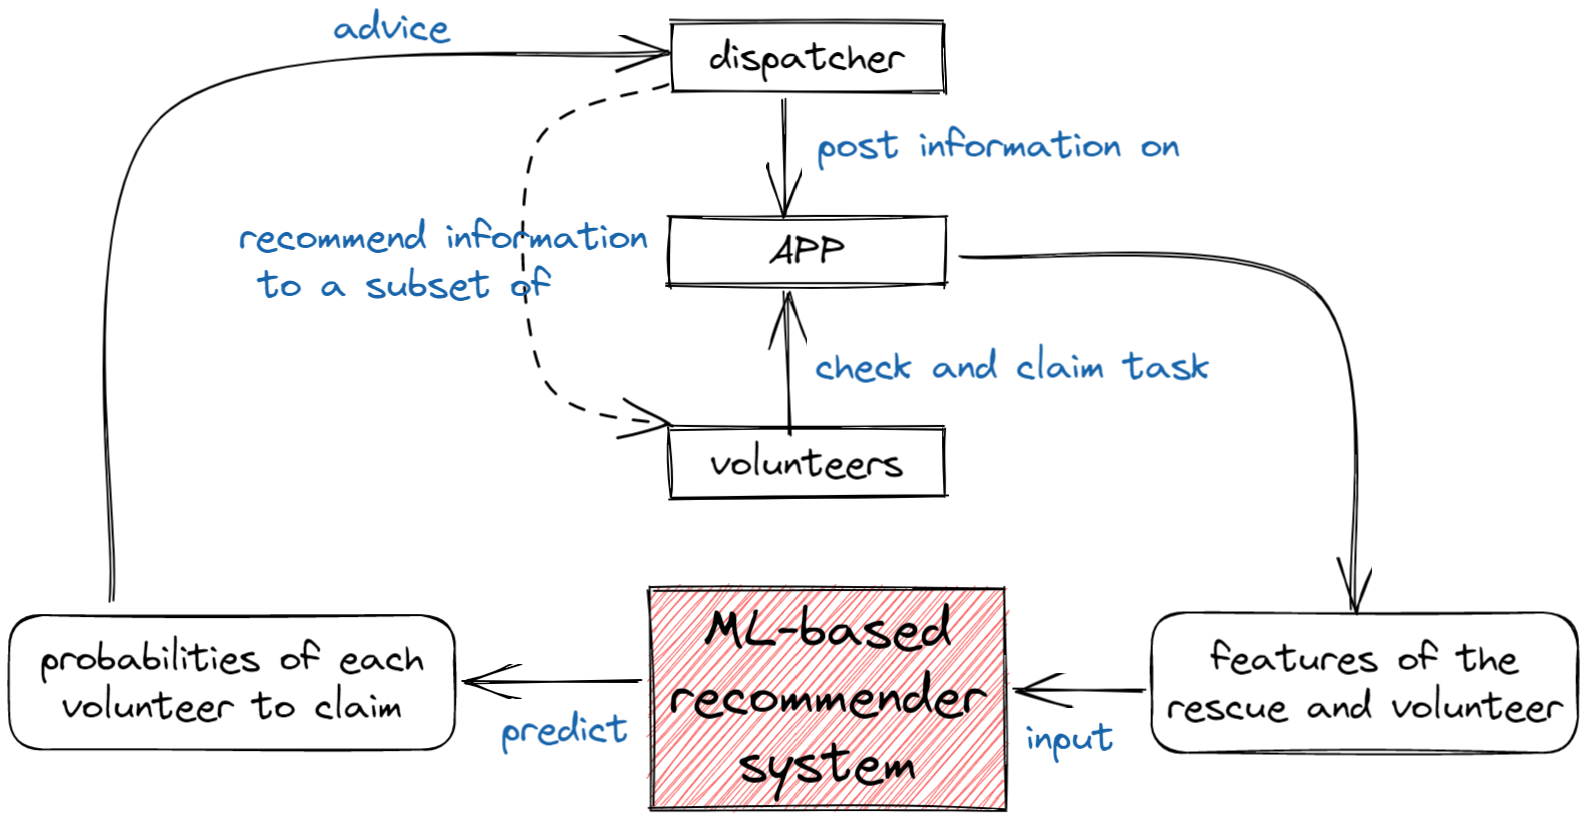 advice
dispatcher
post information on
recommend information
to a subset of
APP
check and claim task
volunteers
probabilities of each
volunteer to claim
predict
ML-based
recommender
system
input
features of the
rescue and volunteer